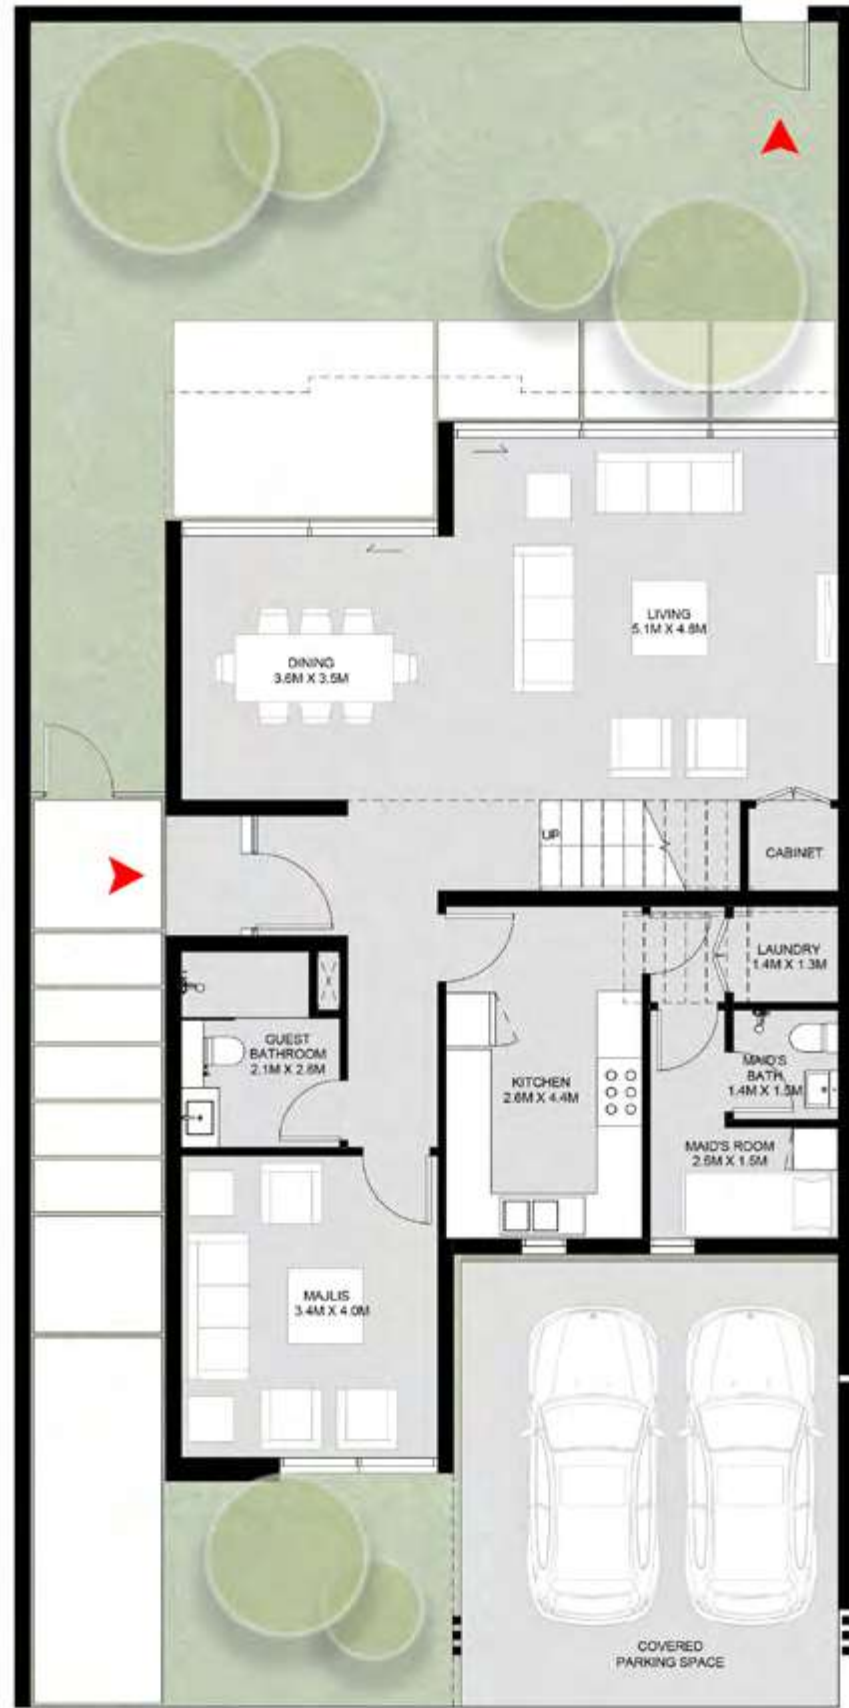 LIVING
5.1M X 4.8M
DINING
3.6M X 3.5M
UP
CABINET
LAUNDRY
1.4M X 1.3M
GUEST
BATHROOM
2.1M X 2.6M
KITCHEN
2.6M X 4.4M
MAID'S
BATH
1.4M X 1.5M
MAID'S ROOM
2.5M X 1.5M
MAJLIS
3.4M X 4.0M
COVERED
PARKING SPACE